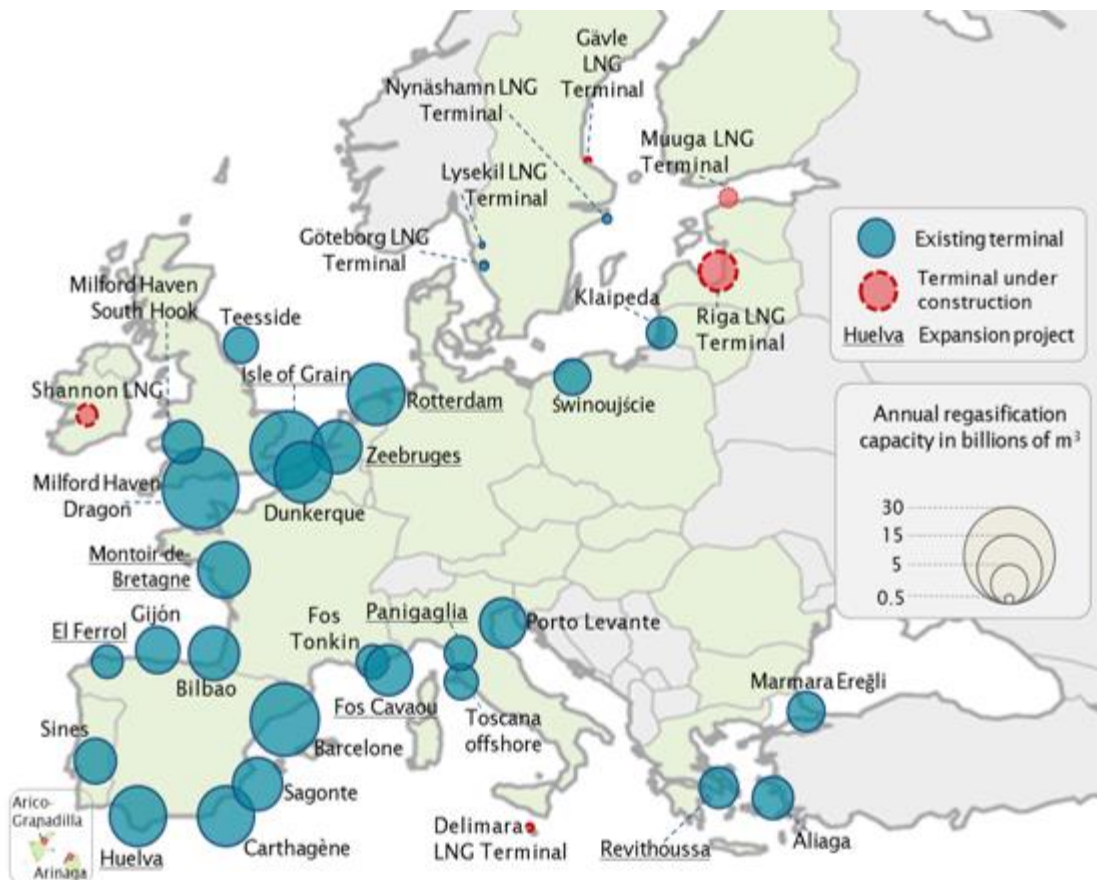 Gävle
LNG
Terminal
Nynäshamn LNG
Terminal
Muuga LNG
Terminal
Lysekil LNG
Terminal
Göteborg LNG
Terminal
Milford Haven
South Hook
Teesside
Klaipeda
Riga LNG
Terminal
Isle of Grain
Shannon LNG
Rotterdam
Świnoujście
Zeebruges
Milford Haven
Dragon
Dunkerque
Montoir-de-
Bretagne
Gijón
El Ferrol
Bilbao
Fos
Tonkin
Panigaglia
Porto Levante
Fos Cavaou
Toscana
offshore
Marmara Ereğli
Sines
Barcelone
Sagonte
Arico-
Grapadilla
Arinaga
Huelva
Carthagène
Delimara
LNG Terminal
Revithoussa
Aliaga
Existing terminal
Terminal under
construction
Huelva Expansion project
Annual regasification
capacity in billions of m³
30
15
5
0.5